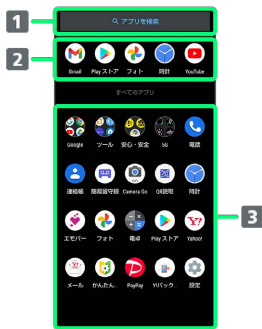 1
アプリを検索
2
Gmail Play ストア フォト 時計 YouTube
すべてのアプリ
3
Google ツール 安心・安全 5G 電話
連絡帳 簡易留守録 Camera Go QR読取 時計
エモパー フォト 電卓 Play ストア Yahoo!
メール かんたん.. PayPay Y!バック.. 設定